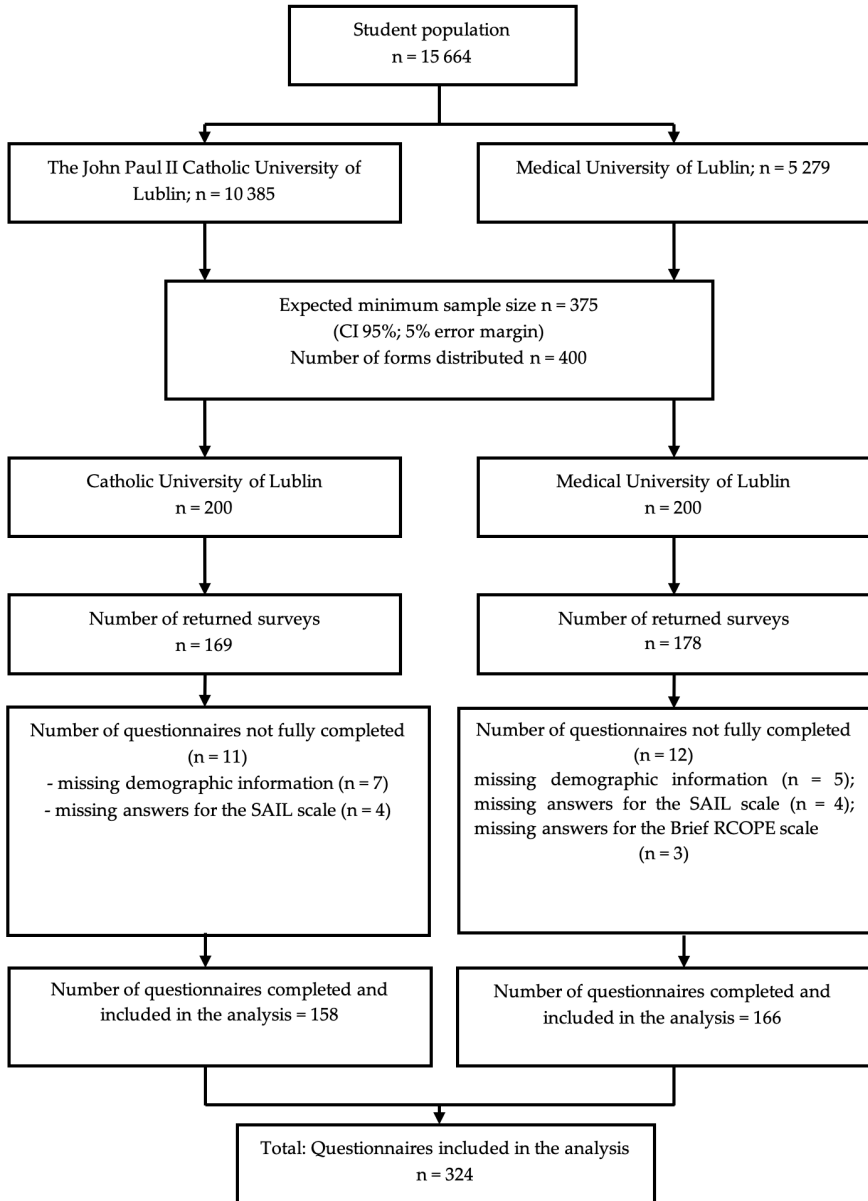 Student population
n = 15 664
The John Paul II Catholic University of
Lublin; n = 10 385
Medical University of Lublin; n = 5 279
Expected minimum sample size n = 375
(CI 95%; 5% error margin)
Number of forms distributed n = 400
Catholic University of Lublin
n = 200
Medical University of Lublin
n = 200
Number of returned surveys
n = 169
Number of returned surveys
n = 178
Number of questionnaires not fully completed
(n = 11)
- missing demographic information (n = 7)
- missing answers for the SAIL scale (n = 4)
Number of questionnaires not fully completed
(n = 12)
missing demographic information (n = 5);
missing answers for the SAIL scale (n = 4);
missing answers for the Brief RCOPE scale
(n = 3)
Number of questionnaires completed and
included in the analysis = 158
Number of questionnaires completed and
included in the analysis = 166
Total: Questionnaires included in the analysis
n = 324